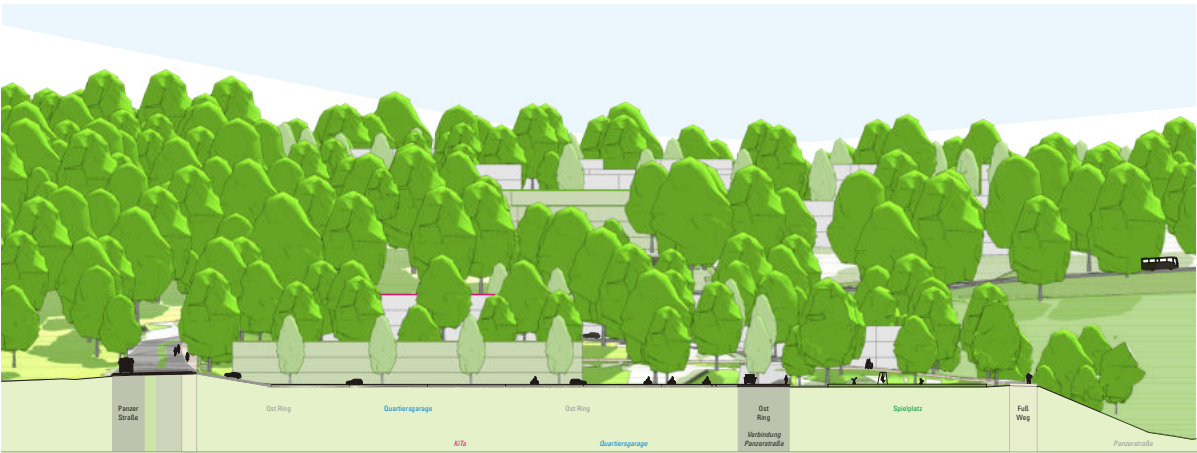 Panzer
Straße
Ost Ring
Quartiersgarage
Ost Ring
Ost
Ring
Spielplatz
Fuß
Weg
Verbindung
Panzerstraße
KiTa
Quartiersgarage
Panzerstraße